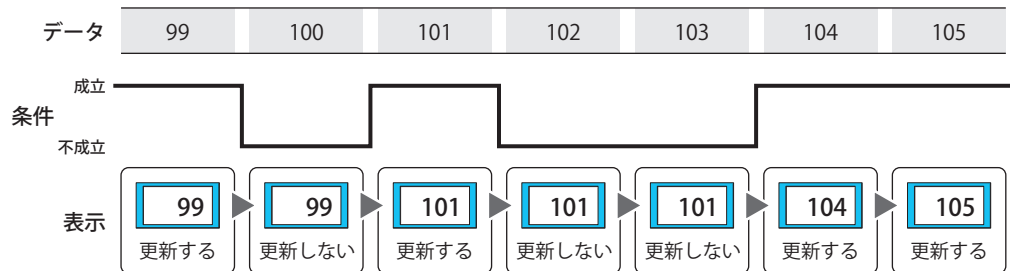 データ 99 100 101 102 103 104 105
成立
条件
不成立
表示 99 99 101 101 101 104 105
更新する 更新しない 更新する 更新しない 更新しない 更新する 更新する